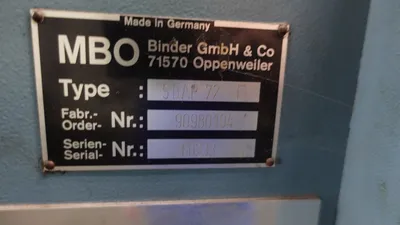 Made in Germany
MBO Binder GmbH & Co
71570 Oppenweiler
Type :
Fabr.-
Order- Nr.:
Serien-
Serial- Nr.: